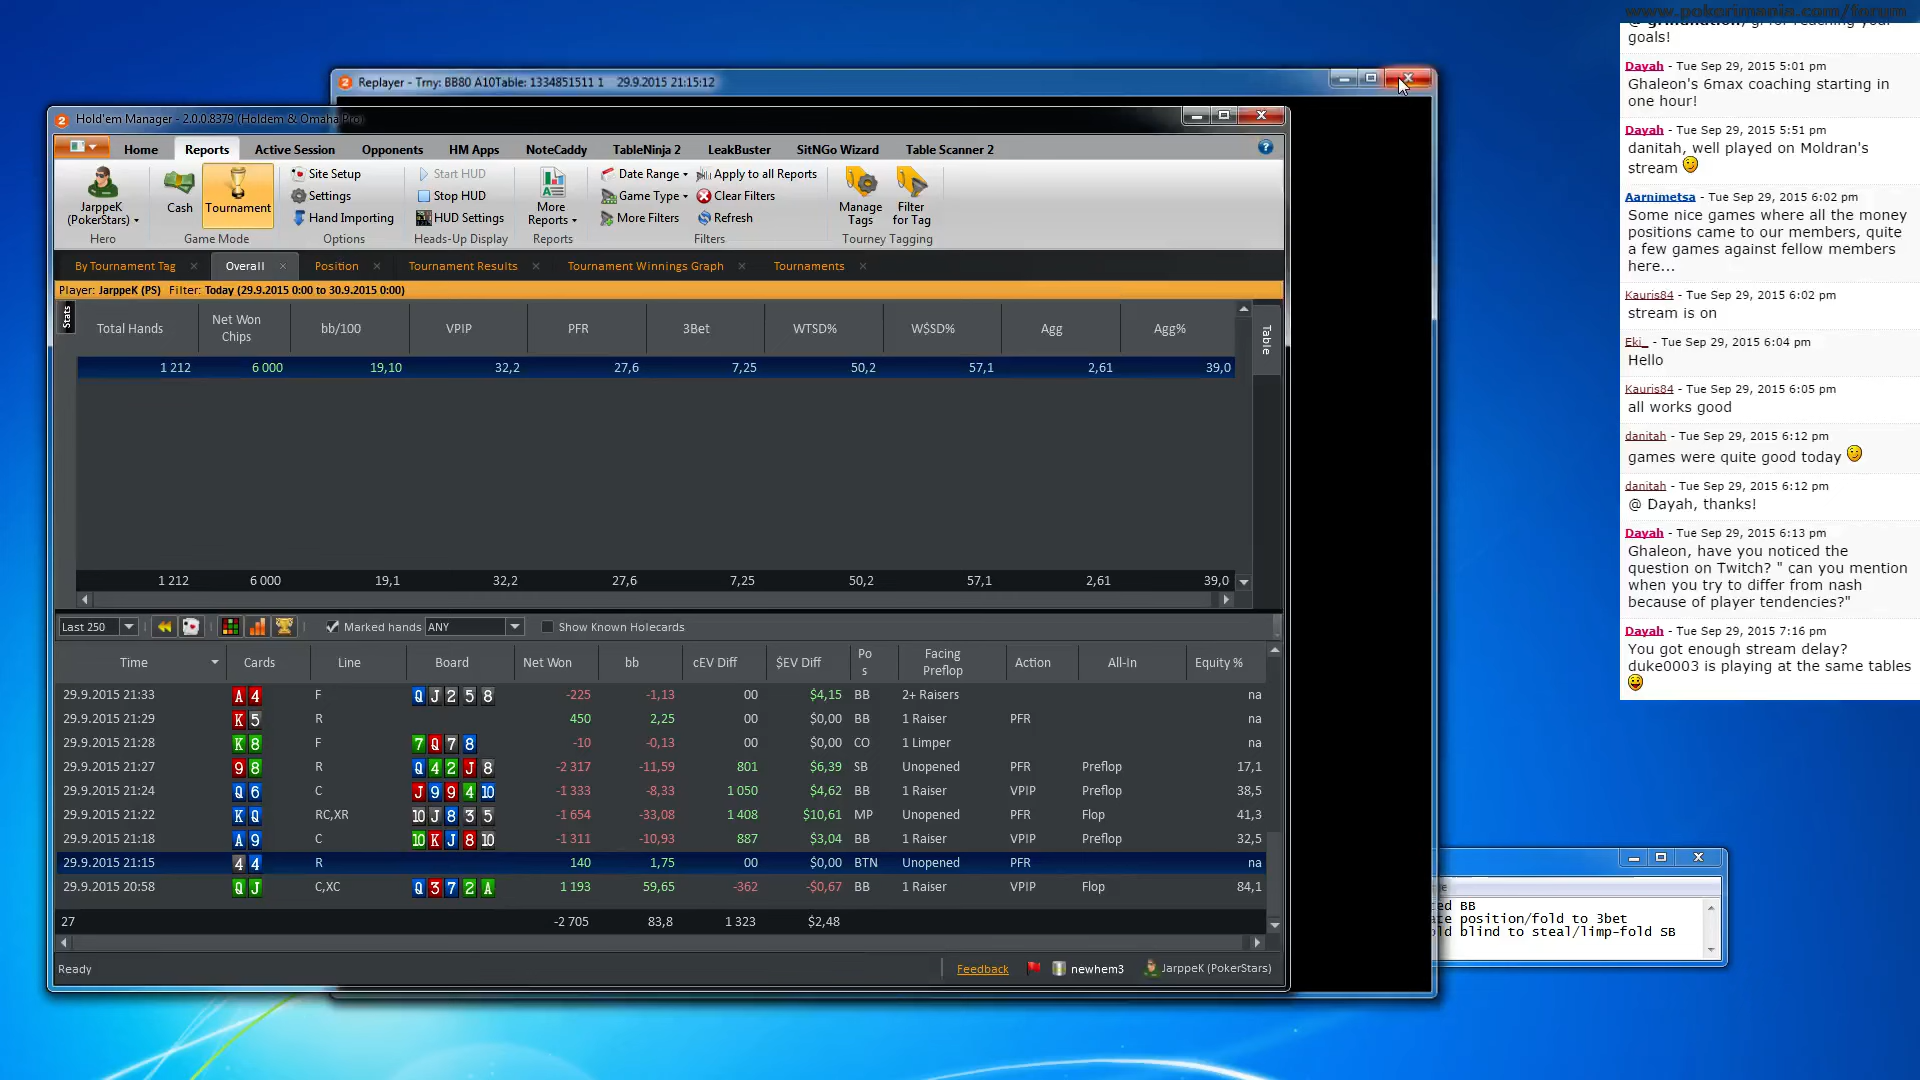 www.pokerimania.com/forum
Replayer - Trny: BB80 A10Table: 1334851511 1 29.9.2015 21:15:12
Hold'em Manager - 2.0.0.8379 (Holdem & Omaha Pro)
Home Reports Active Session Opponents HM Apps NoteCaddy TableNinja 2 LeakBuster SitNGo Wizard Table Scanner 2
JarppeK
(PokerStars)
Hero
Cash
Tournament
Game Mode
Site Setup
Settings
Hand Importing
Options
Start HUD
Stop HUD
HUD Settings
Heads-Up Display
More
Reports
Reports
Date Range
Game Type
More Filters
Apply to all Reports
Clear Filters
Refresh
Filters
Manage
Tags
Filter
for Tag
Tourney Tagging
By Tournament Tag Overall Position Tournament Results Tournament Winnings Graph Tournaments
Player: JarppeK (PS) Filter: Today (29.9.2015 0:00 to 30.9.2015 0:00)
Stats
Table
Total Hands Net Won Chips bb/100 VPIP PFR 3Bet WTSD% W$SD% Agg Agg%
1 212 6 000 19,10 32,2 27,6 7,25 50,2 57,1 2,61 39,0
1 212 6 000 19,1 32,2 27,6 7,25 50,2 57,1 2,61 39,0
Last 250 Marked hands ANY Show Known Holecards
Time Cards Line Board Net Won bb cEV Diff $EV Diff Po s Facing Preflop Action All-In Equity %
29.9.2015 21:33 A 4 F Q J 2 5 8 -225 -1,13 00 $4,15 BB 2+ Raisers na
29.9.2015 21:29 K 5 R 450 2,25 00 $0,00 BB 1 Raiser PFR na
29.9.2015 21:28 K 8 F 7 Q 7 8 -10 -0,13 00 $0,00 CO 1 Limper na
29.9.2015 21:27 9 8 R Q 4 2 J 8 -2 317 -11,59 801 $6,39 SB Unopened PFR Preflop 17,1
29.9.2015 21:24 Q 6 C J 9 9 4 10 -1 333 -8,33 1 050 $4,62 BB 1 Raiser VPIP Preflop 38,5
29.9.2015 21:22 K Q RC,XR 10 J 8 3 5 -1 654 -33,08 1 408 $10,61 MP Unopened PFR Flop 41,3
29.9.2015 21:18 A 9 C 10 K J 8 10 -1 311 -10,93 887 $3,04 BB 1 Raiser VPIP Preflop 32,5
29.9.2015 21:15 4 4 R 140 1,75 00 $0,00 BTN Unopened PFR na
29.9.2015 20:58 Q J C,XC Q 3 7 2 A 1 193 59,65 -362 -$0,67 BB 1 Raiser VPIP Flop 84,1
27 -2 705 83,8 1 323 $2,48
Ready Feedback newhem3 JarppeK (PokerStars)
goals!
Dayah - Tue Sep 29, 2015 5:01 pm
Ghaleon's 6max coaching starting in
one hour!
Dayah - Tue Sep 29, 2015 5:51 pm
danitah, well played on Moldran's
stream
Aarnimetsa - Tue Sep 29, 2015 6:02 pm
Some nice games where all the money
positions came to our members, quite
a few games against fellow members
here...
Kauris84 - Tue Sep 29, 2015 6:02 pm
stream is on
Eki_ - Tue Sep 29, 2015 6:04 pm
Hello
Kauris84 - Tue Sep 29, 2015 6:05 pm
all works good
danitah - Tue Sep 29, 2015 6:12 pm
games were quite good today
danitah - Tue Sep 29, 2015 6:12 pm
@ Dayah, thanks!
Dayah - Tue Sep 29, 2015 6:13 pm
Ghaleon, have you noticed the
question on Twitch? " can you mention
when you try to differ from nash
because of player tendencies?"
Dayah - Tue Sep 29, 2015 7:16 pm
You got enough stream delay?
duke0003 is playing at the same tables
ed BB
position/fold to 3bet
blind to steal/limp-fold SB